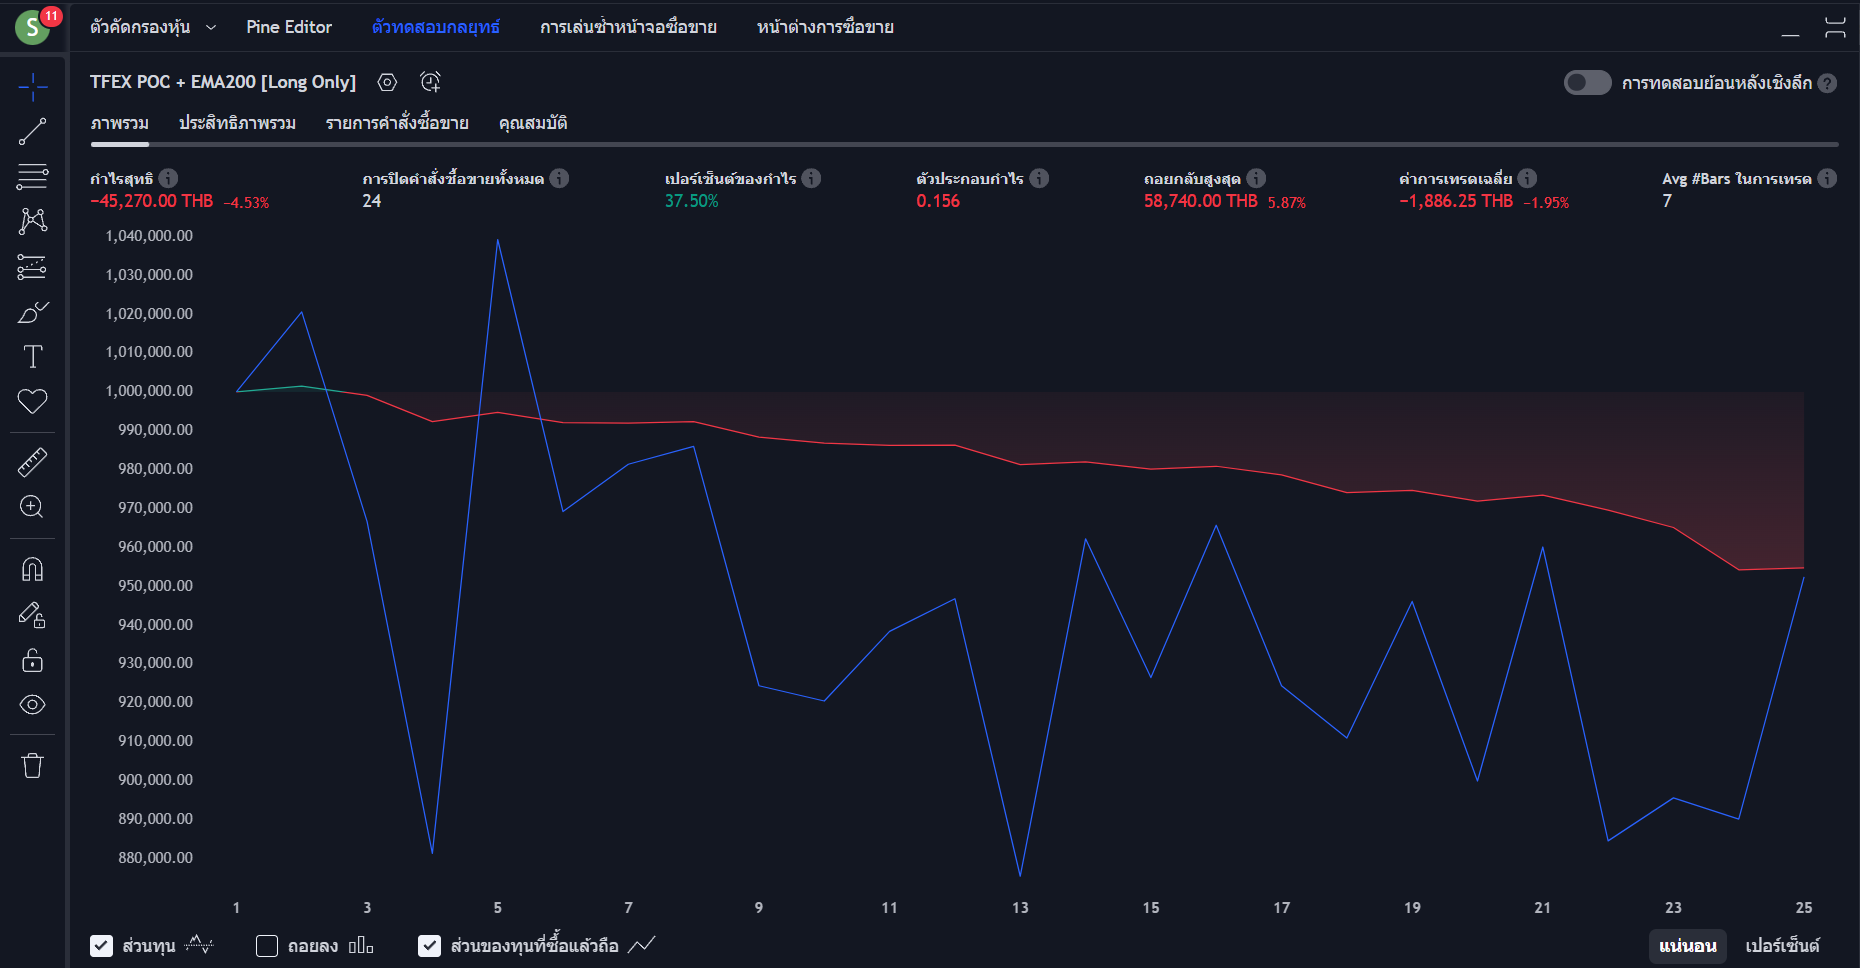 S 11 ตัวคัดกรองหุ้น Pine Editor ตัวทดสอบกลยุทธ์ การเล่นซ้ำหน้าจอซื้อขาย หน้าต่างการซื้อขาย
TFEX POC + EMA200 [Long Only] การทดสอบย้อนหลังเชิงลึก ?
ภาพรวม ประสิทธิภาพรวม รายการคำสั่งซื้อขาย คุณสมบัติ
กำไรสุทธิ การปิดคำสั่งซื้อขายทั้งหมด เปอร์เซ็นต์ของกำไร ตัวประกอบกำไร ถอยกลับสูงสุด ค่าการเทรดเฉลี่ย Avg #Bars ในการเทรด
−45,270.00 THB −4.53% 24 37.50% 0.156 58,740.00 THB 5.87% −1,886.25 THB −1.95% 7
1,040,000.00
1,030,000.00
1,020,000.00
1,010,000.00
1,000,000.00
990,000.00
980,000.00
970,000.00
960,000.00
950,000.00
940,000.00
930,000.00
920,000.00
910,000.00
900,000.00
890,000.00
880,000.00
1 3 5 7 9 11 13 15 17 19 21 23 25
ส่วนทุน ถอยลง ส่วนของทุนที่ซื้อแล้วถือ แน่นอน เปอร์เซ็นต์